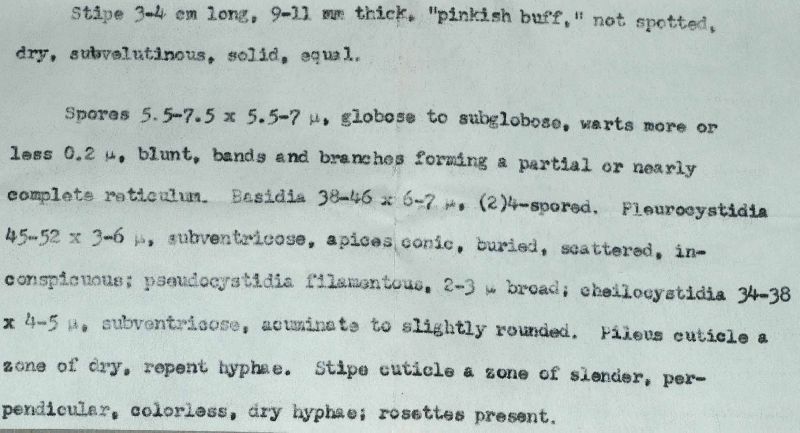 Stipe 3-4 cm long, 9-11 mm thick, "pinkish buff," not spotted,
dry, subvelutinous, solid, equal.
Spores 5.5-7.5 x 5.5-7 µ, globose to subglobose, warts more or
less 0.2 µ, blunt, bands and branches forming a partial or nearly
complete reticulum. Basidia 38-46 x 6-7 µ, (2)4-spored. Pleurocystidia
45-52 x 3-6 µ, subventricose, apices conic, buried, scattered, in-
conspicuous; pseudocystidia filamentous, 2-3 µ broad; cheilocystidia 34-38
x 4-5 µ, subventricose, acuminate to slightly rounded. Pileus cuticle a
zone of dry, repent hyphae. Stipe cuticle a zone of slender, per-
pendicular, colorless, dry hyphae; rosettes present.